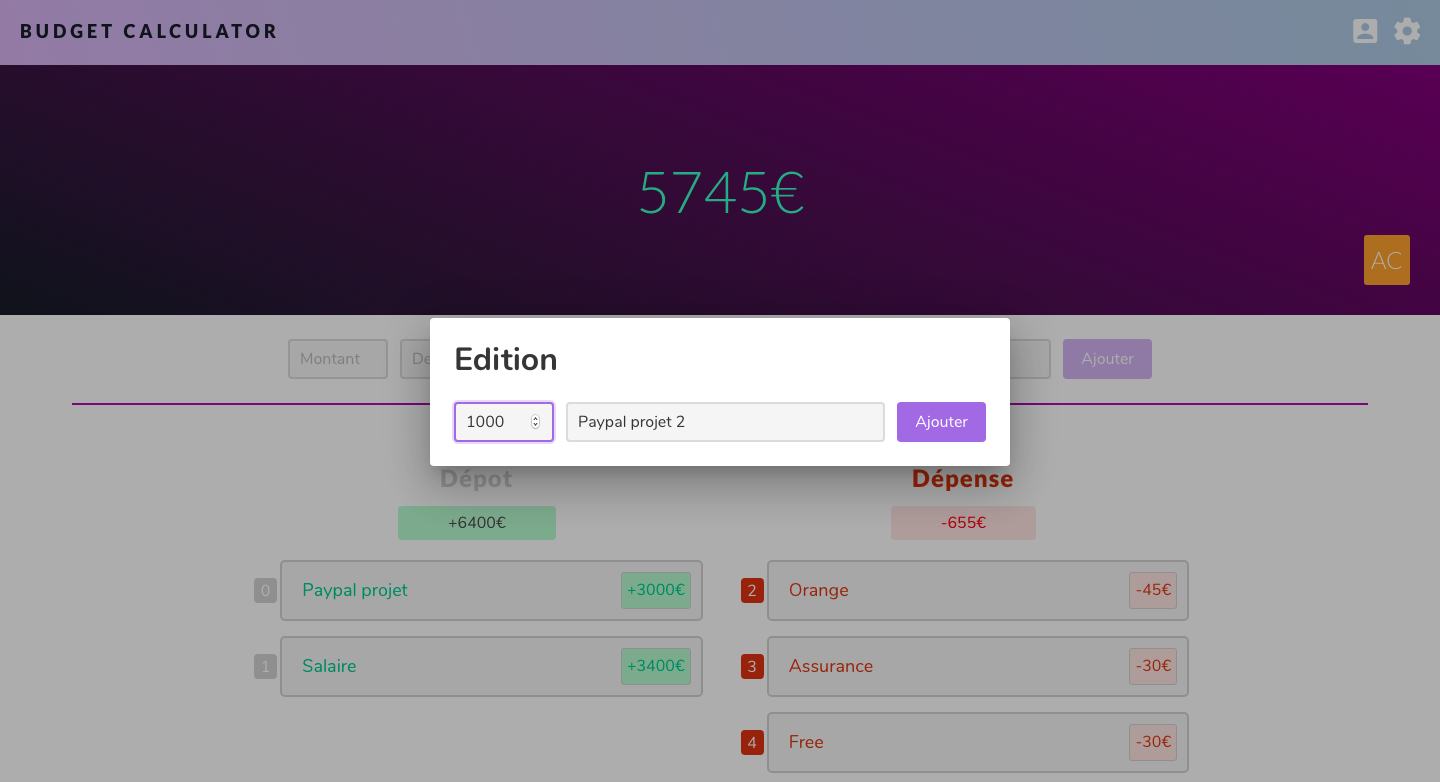 BUDGET CALCULATOR
5745€
AC
Montant
De
Ajouter
Edition
1000
Paypal projet 2
Ajouter
Dépot
+6400€
0 Paypal projet +3000€
1 Salaire +3400€
Dépense
-655€
2 Orange -45€
3 Assurance -30€
4 Free -30€